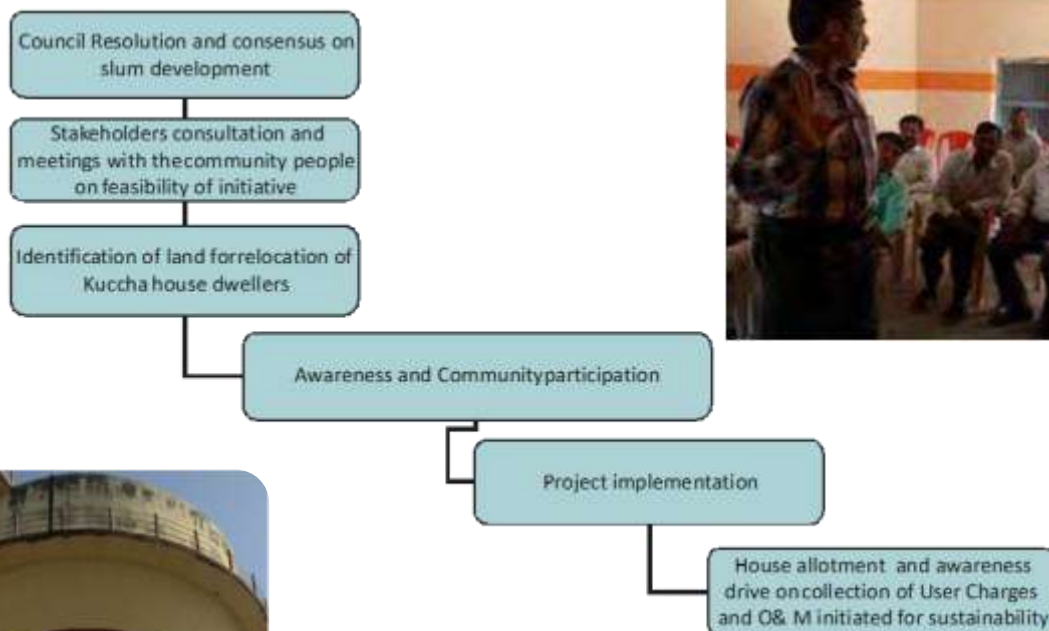 Council Resolution and consensus on
slum development
Stakeholders consultation and
meetings with thecommunity people
on feasibility of initiative
Identification of land forrelocation of
Kuccha house dwellers
Awareness and Communityparticipation
Project implementation
House allotment and awareness
drive oncollection of User Charges
and O& M initiated for sustainability